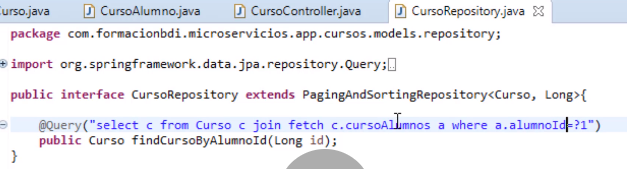 urso.java CursoAlumno.java CursoController.java CursoRepository.java
package com.formacionbdi.microservicios.app.cursos.models.repository;
import org.springframework.data.jpa.repository.Query;
public interface CursoRepository extends PagingAndSortingRepository<Curso, Long>{
@Query("select c from Curso c join fetch c.cursoAlumnos a where a.alumnoId=?1")
public Curso findCursoByAlumnoId(Long id);
}